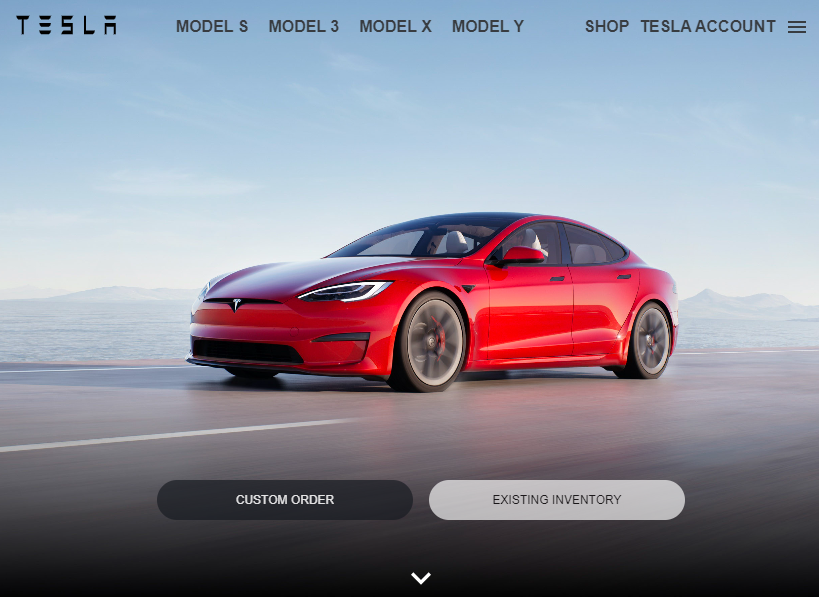 TESLA MODEL S MODEL 3 MODEL X MODEL Y SHOP TESLA ACCOUNT
CUSTOM ORDER EXISTING INVENTORY